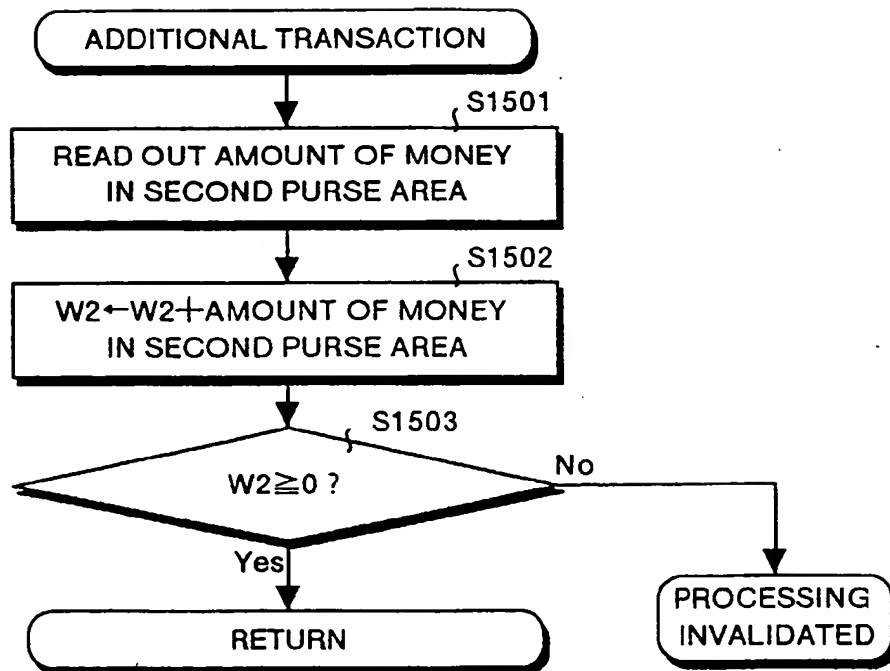 ADDITIONAL TRANSACTION
S1501
READ OUT AMOUNT OF MONEY
IN SECOND PURSE AREA
S1502
W2←W2+AMOUNT OF MONEY
IN SECOND PURSE AREA
S1503
W2≧0 ?
No
Yes
RETURN
PROCESSING
INVALIDATED